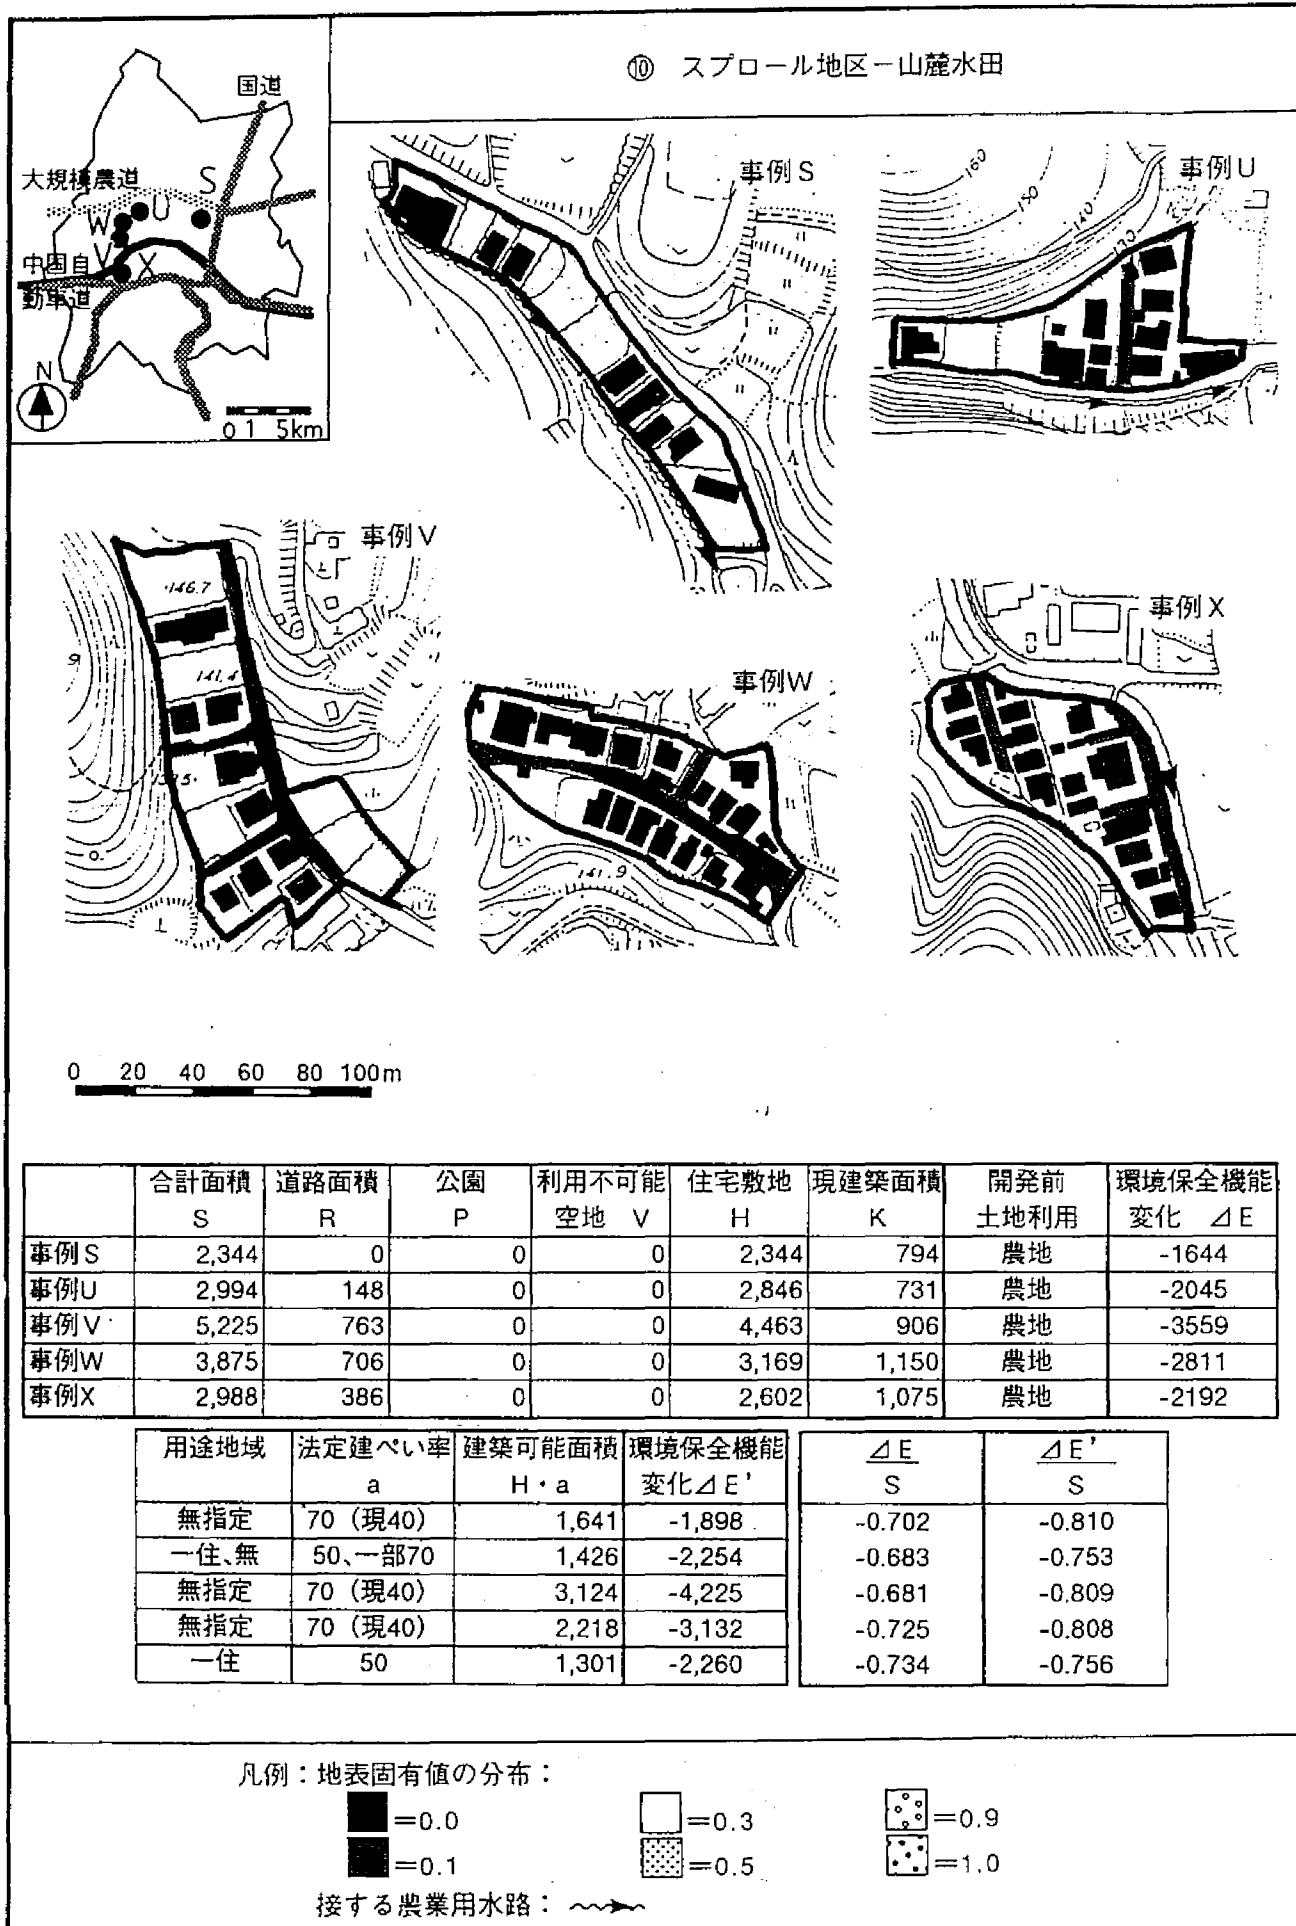 ⑩ スプロール地区－山麓水田
国道
大規模農道
S
U
W
V
X
中国自
動車道
N
0 1 5km
事例S
事例U
160
150
140
130
事例V
146.7
141.4
事例W
141.9
事例X
0 20 40 60 80 100m
合計面積 S 道路面積 R 公園 P 利用不可能空地 V 住宅敷地 H 現建築面積 K 開発前土地利用 環境保全機能変化 ⊿E
事例S 2,344 0 0 0 2,344 794 農地 -1644
事例U 2,994 148 0 0 2,846 731 農地 -2045
事例V 5,225 763 0 0 4,463 906 農地 -3559
事例W 3,875 706 0 0 3,169 1,150 農地 -2811
事例X 2,988 386 0 0 2,602 1,075 農地 -2192
用途地域 法定建ぺい率 a 建築可能面積 H・a 環境保全機能変化⊿E' ⊿E S ⊿E' S
無指定 70（現40） 1,641 -1,898 -0.702 -0.810
一住、無 50、一部70 1,426 -2,254 -0.683 -0.753
無指定 70（現40） 3,124 -4,225 -0.681 -0.809
無指定 70（現40） 2,218 -3,132 -0.725 -0.808
一住 50 1,301 -2,260 -0.734 -0.756
凡例：地表固有値の分布：
＝0.0 ＝0.3 ＝0.9
＝0.1 ＝0.5 ＝1.0
接する農業用水路：